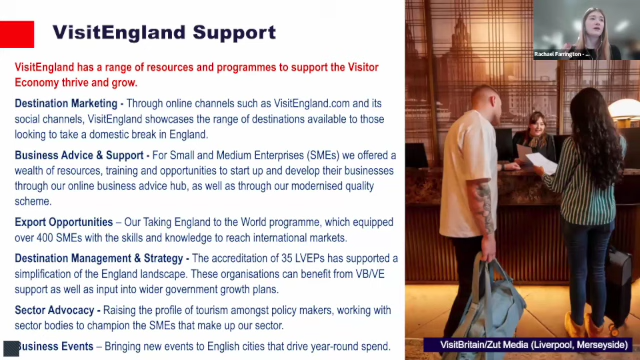 VisitEngland Support
VisitEngland has a range of resources and programmes to support the Visitor
Economy thrive and grow.
Destination Marketing - Through online channels such as VisitEngland.com and its
social channels, VisitEngland showcases the range of destinations available to those
looking to take a domestic break in England.
Business Advice & Support - For Small and Medium Enterprises (SMEs) we offered a
wealth of resources, training and opportunities to start up and develop their businesses
through our online business advice hub, as well as through our modernised quality
scheme.
Export Opportunities – Our Taking England to the World programme, which equipped
over 400 SMEs with the skills and knowledge to reach international markets.
Destination Management & Strategy - The accreditation of 35 LVEPs has supported a
simplification of the England landscape. These organisations can benefit from VB/VE
support as well as input into wider government growth plans.
Sector Advocacy - Raising the profile of tourism amongst policy makers, working with
sector bodies to champion the SMEs that make up our sector.
Business Events – Bringing new events to English cities that drive year-round spend.
Rachael Farrington - ...
VisitBritain/Zut Media (Liverpool, Merseyside)